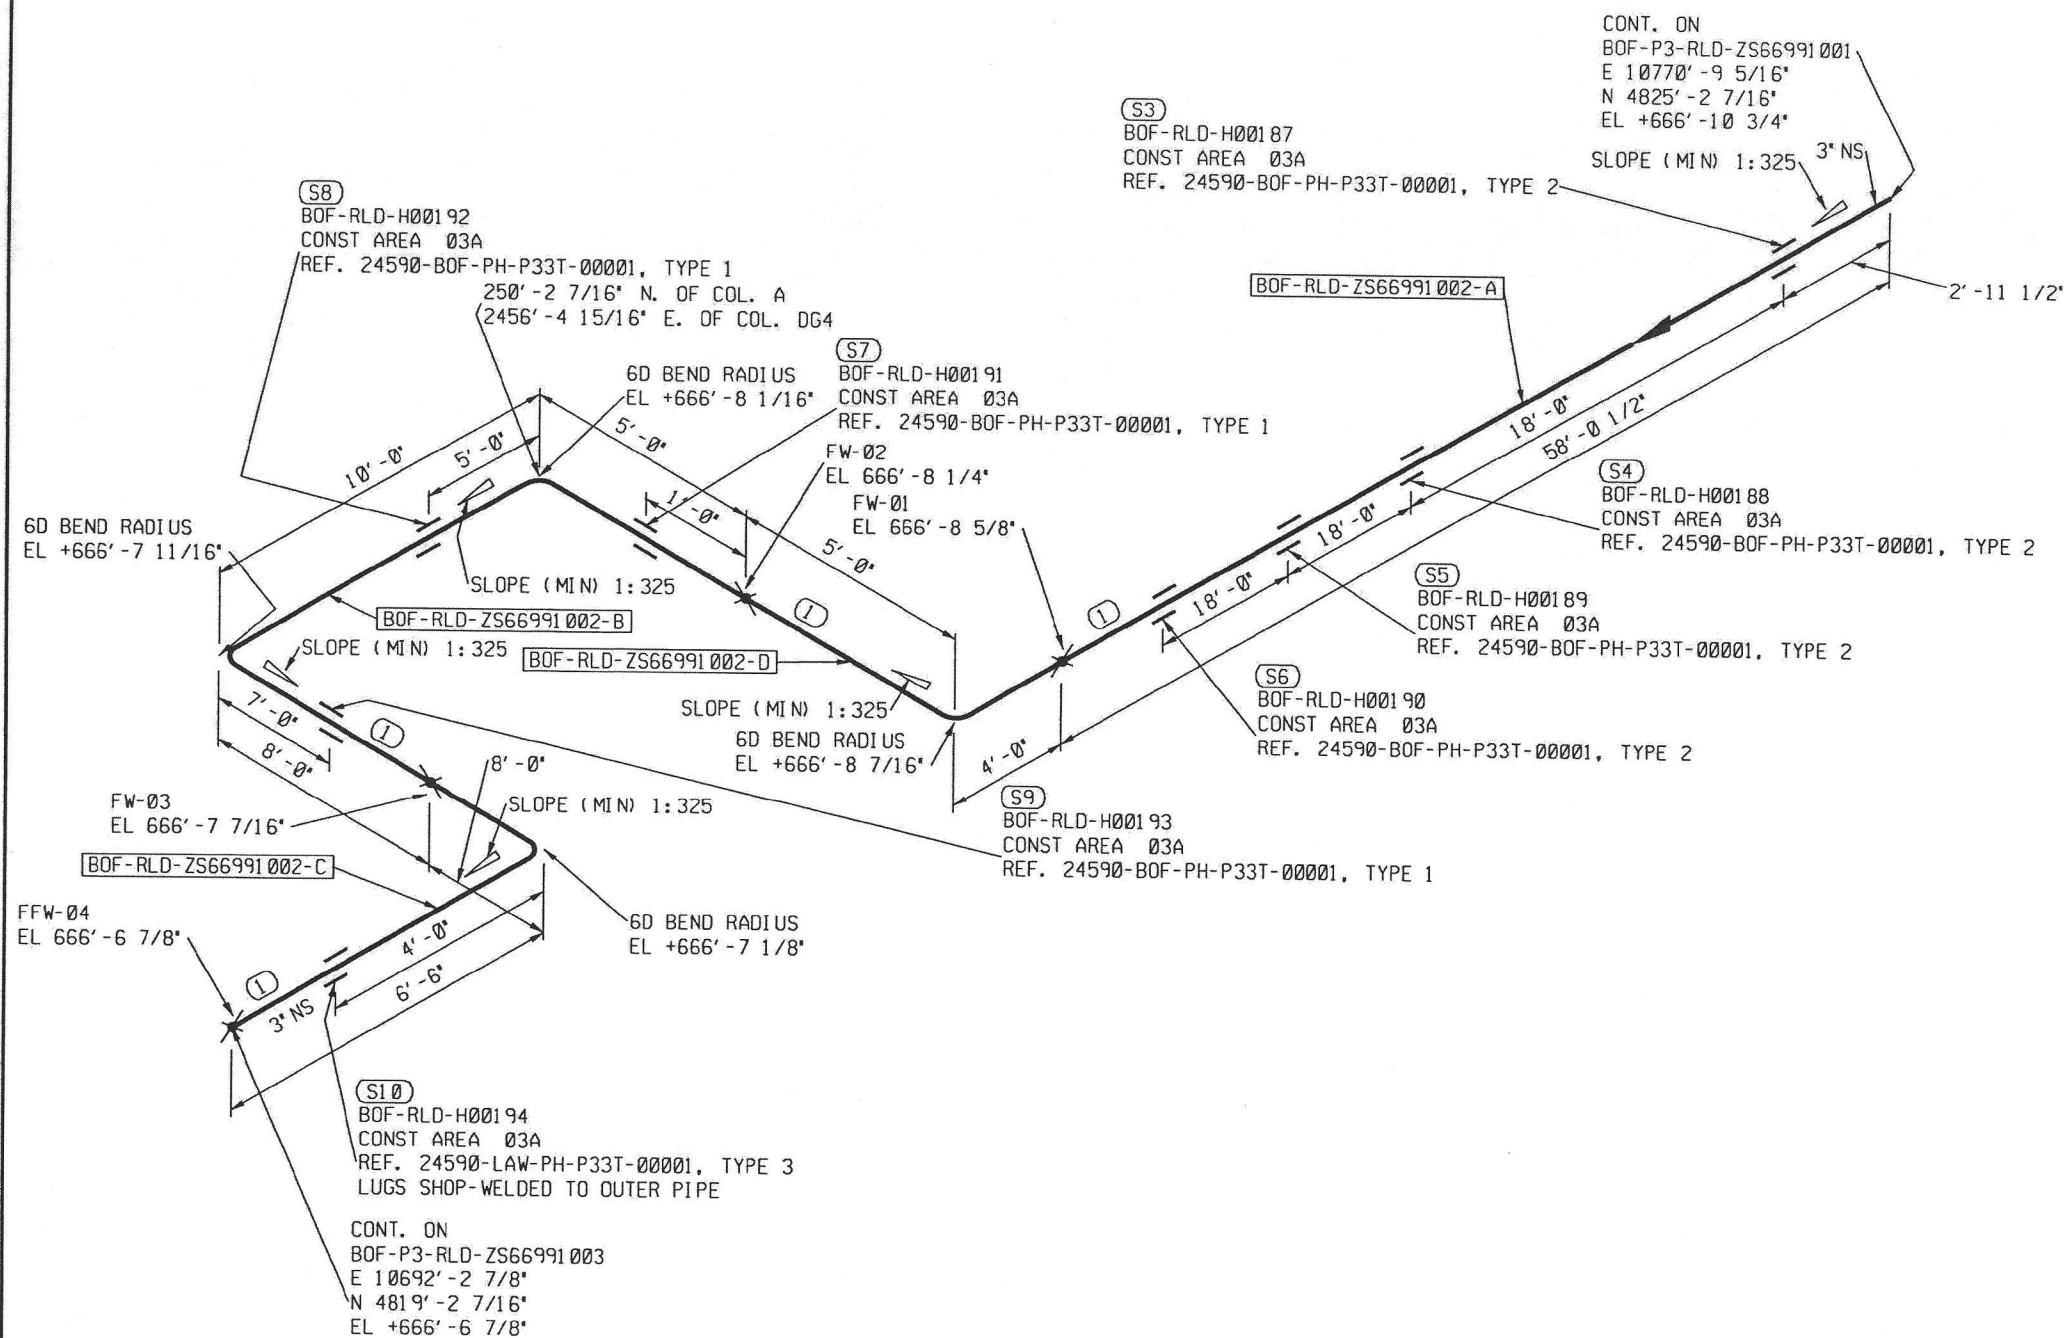 CONT. ON
BOF-P3-RLD-ZS66991001
E 10770'-9 5/16"
N 4825'-2 7/16"
EL +666'-10 3/4"
SLOPE (MIN) 1:325
3" NS
S3
BOF-RLD-H00187
CONST AREA 03A
REF. 24590-BOF-PH-P33T-00001, TYPE 2
S8
BOF-RLD-H00192
CONST AREA 03A
REF. 24590-BOF-PH-P33T-00001, TYPE 1
250'-2 7/16" N. OF COL. A
2456'-4 15/16" E. OF COL. DG4
BOF-RLD-ZS66991002-A
2'-11 1/2"
S7
BOF-RLD-H00191
CONST AREA 03A
REF. 24590-BOF-PH-P33T-00001, TYPE 1
6D BEND RADIUS
EL +666'-8 1/16"
10'-0"
5'-0"
5'-0"
18'-0"
58'-0 1/2"
FW-02
EL 666'-8 1/4"
FW-01
EL 666'-8 5/8"
1'-0"
5'-0"
S4
BOF-RLD-H00188
CONST AREA 03A
REF. 24590-BOF-PH-P33T-00001, TYPE 2
6D BEND RADIUS
EL +666'-7 11/16"
18'-0"
SLOPE (MIN) 1:325
S5
BOF-RLD-H00189
CONST AREA 03A
REF. 24590-BOF-PH-P33T-00001, TYPE 2
18'-0"
1
1
BOF-RLD-ZS66991002-B
SLOPE (MIN) 1:325
BOF-RLD-ZS66991002-D
S6
BOF-RLD-H00190
CONST AREA 03A
REF. 24590-BOF-PH-P33T-00001, TYPE 2
SLOPE (MIN) 1:325
6D BEND RADIUS
EL +666'-8 7/16"
7'-0"
1
8'-0"
8'-0"
4'-0"
SLOPE (MIN) 1:325
FW-03
EL 666'-7 7/16"
S9
BOF-RLD-H00193
CONST AREA 03A
REF. 24590-BOF-PH-P33T-00001, TYPE 1
BOF-RLD-ZS66991002-C
FFW-04
EL 666'-6 7/8"
6D BEND RADIUS
EL +666'-7 1/8"
4'-0"
6'-6"
1
3" NS
S10
BOF-RLD-H00194
CONST AREA 03A
REF. 24590-LAW-PH-P33T-00001, TYPE 3
LUGS SHOP-WELDED TO OUTER PIPE
CONT. ON
BOF-P3-RLD-ZS66991003
E 10692'-2 7/8"
N 4819'-2 7/16"
EL +666'-6 7/8"